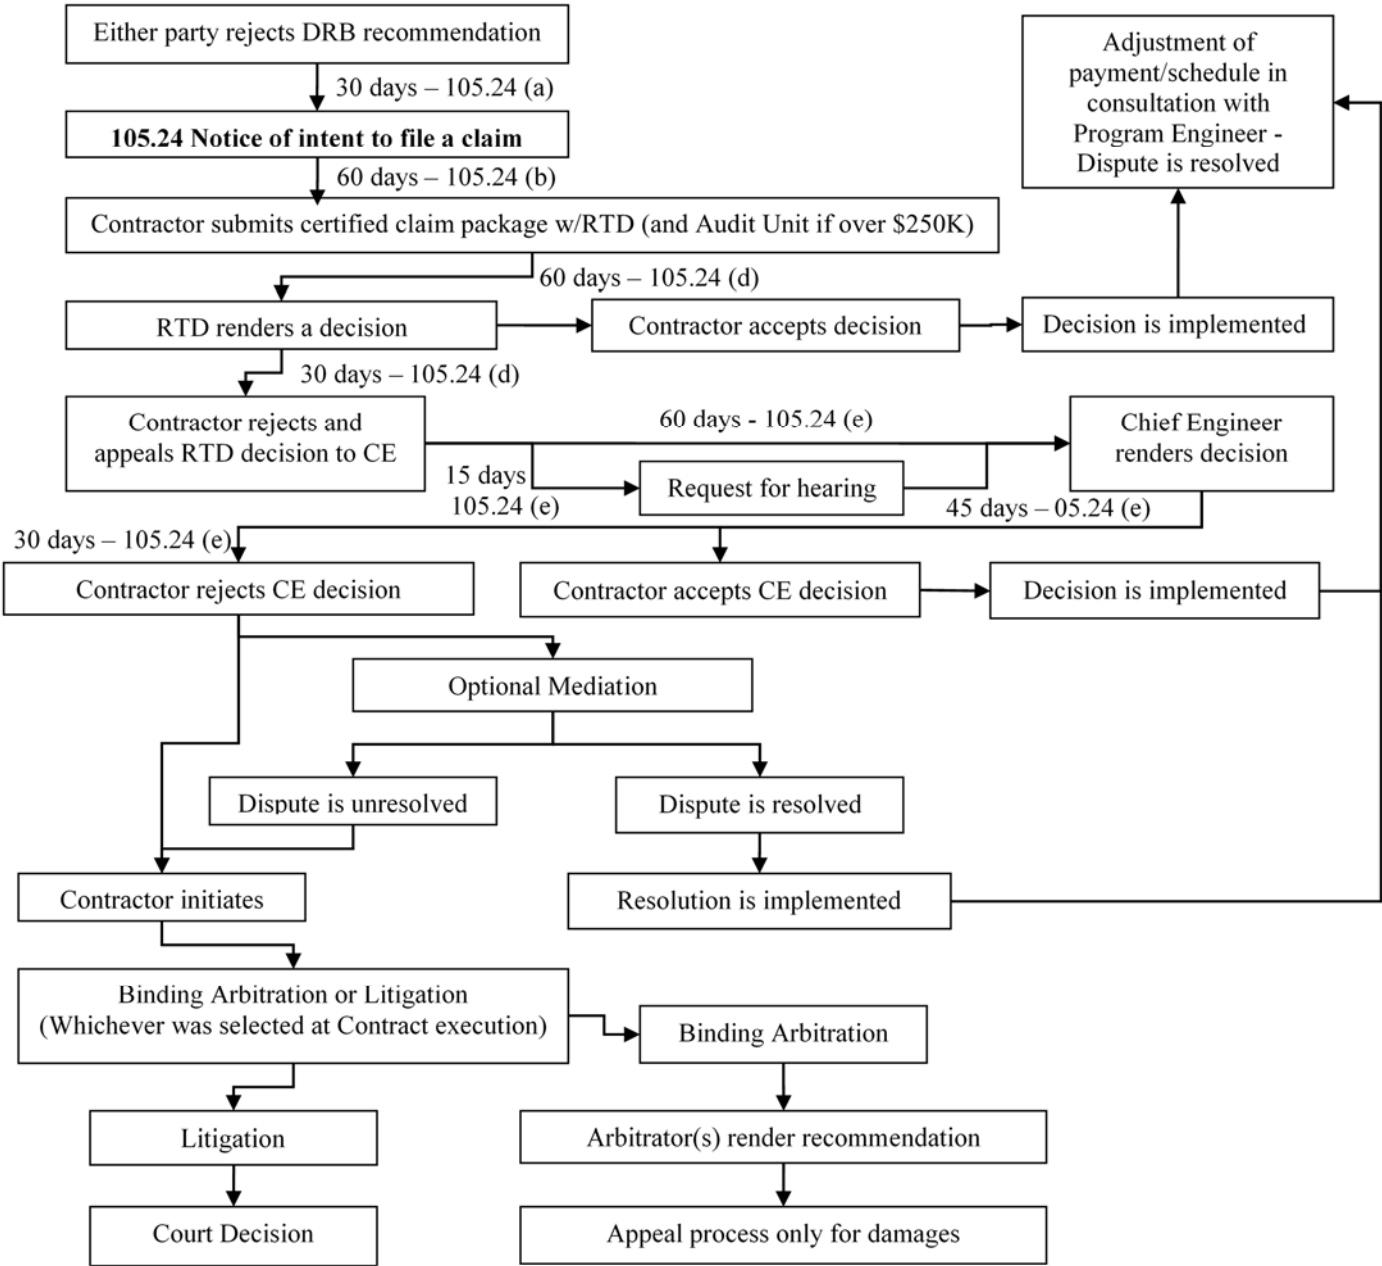 Either party rejects DRB recommendation
30 days – 105.24 (a)
105.24 Notice of intent to file a claim
60 days – 105.24 (b)
Contractor submits certified claim package w/RTD (and Audit Unit if over $250K)
60 days – 105.24 (d)
Adjustment of
payment/schedule in
consultation with
Program Engineer -
Dispute is resolved
RTD renders a decision
Contractor accepts decision
Decision is implemented
30 days – 105.24 (d)
Contractor rejects and
appeals RTD decision to CE
60 days - 105.24 (e)
15 days
105.24 (e)
Request for hearing
Chief Engineer
renders decision
45 days – 05.24 (e)
30 days – 105.24 (e)
Contractor rejects CE decision
Contractor accepts CE decision
Decision is implemented
Optional Mediation
Dispute is unresolved
Dispute is resolved
Contractor initiates
Resolution is implemented
Binding Arbitration or Litigation
(Whichever was selected at Contract execution)
Binding Arbitration
Litigation
Arbitrator(s) render recommendation
Court Decision
Appeal process only for damages